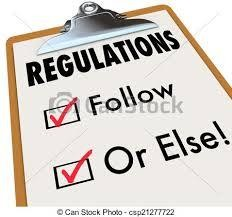 REGULATIONS
Follow
Or Else!
© Can Stock Photo - csp21277722